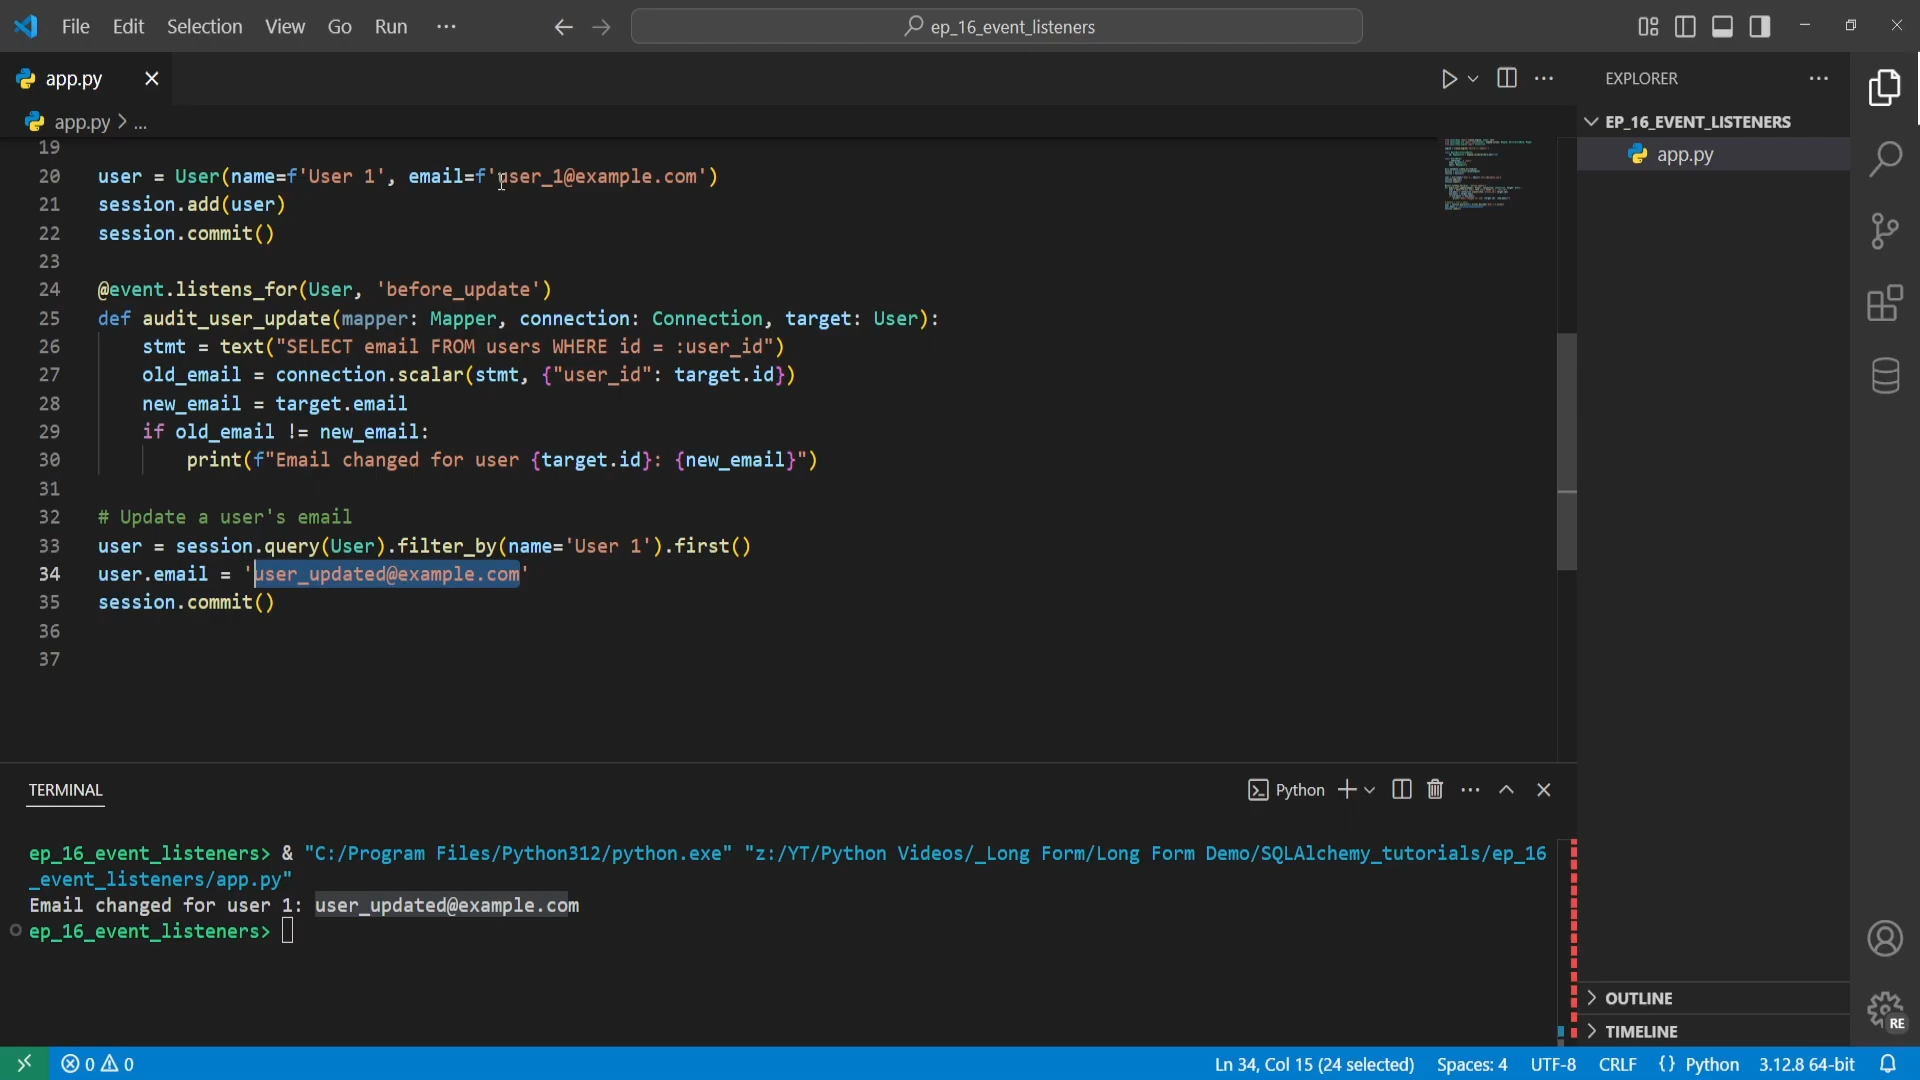 File Edit Selection View Go Run ...
ep_16_event_listeners
app.py
app.py > ...
EXPLORER
EP_16_EVENT_LISTENERS
app.py
19
20 user = User(name=f'User 1', email=f'user_1@example.com')
21 session.add(user)
22 session.commit()
23
24 @event.listens_for(User, 'before_update')
25 def audit_user_update(mapper: Mapper, connection: Connection, target: User):
26 stmt = text("SELECT email FROM users WHERE id = :user_id")
27 old_email = connection.scalar(stmt, {"user_id": target.id})
28 new_email = target.email
29 if old_email != new_email:
30 print(f"Email changed for user {target.id}: {new_email}")
31
32 # Update a user's email
33 user = session.query(User).filter_by(name='User 1').first()
34 user.email = 'user_updated@example.com'
35 session.commit()
36
37
TERMINAL
Python
ep_16_event_listeners> & "C:/Program Files/Python312/python.exe" "z:/YT/Python Videos/_Long Form/Long Form Demo/SQLAlchemy_tutorials/ep_16
_event_listeners/app.py"
Email changed for user 1: user_updated@example.com
ep_16_event_listeners>
OUTLINE
TIMELINE
RE
0 0
Ln 34, Col 15 (24 selected) Spaces: 4 UTF-8 CRLF {} Python 3.12.8 64-bit